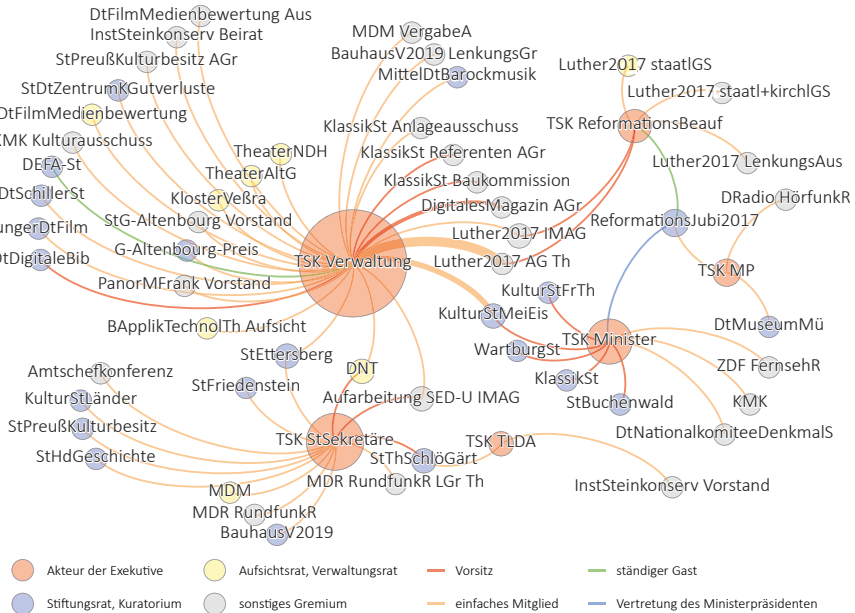 DtFilmMedienbewertung Aus
InstSteinkonserv Beirat
StPreußKulturbesitz AGr
StDtZentrumKGutverluste
DtFilmMedienbewertung
KMK Kulturausschuss
DEFA-St
DtSchillerSt
ungerDtFilm
DtDigitaleBib
TheaterNDH
TheaterAltG
KlosterVeßra
StG-Altenbourg Vorstand
G-Altenbourg-Preis
PanorMFrank Vorstand
BApplikTechnolTh Aufsicht
TSK Verwaltung
MDM VergabeA
BauhausV2019 LenkungsGr
MittelDtBarockmusik
KlassikSt Anlageausschuss
KlassikSt Referenten AGr
KlassikSt Baukommission
DigitalesMagazin AGr
Luther2017 IMAG
Luther2017 AG Th
KulturStFrTh
KulturStMeiEis
Luther2017 staatlGS
Luther2017 staatl+kirchlGS
TSK ReformationsBeauf
Luther2017 LenkungsAus
DRadio HörfunkR
ReformationsJubi2017
TSK MP
DtMuseumMü
TSK Minister
WartburgSt
KlassikSt
StBuchenwald
ZDF FernsehR
KMK
DtNationalkomiteeDenkmalS
StEttersberg
DNT
StFriedenstein
Aufarbeitung SED-U IMAG
Amtschefkonferenz
KulturStLänder
StPreußKulturbesitz
StHdGeschichte
TSK StSekretäre
StThSchlöGärt
TSK TLDA
MDR RundfunkR LGr Th
InstSteinkonserv Vorstand
MDM
MDR RundfunkR
BauhausV2019
Akteur der Exekutive
Aufsichtsrat, Verwaltungsrat
Vorsitz
ständiger Gast
Stiftungsrat, Kuratorium
sonstiges Gremium
einfaches Mitglied
Vertretung des Ministerpräsidenten